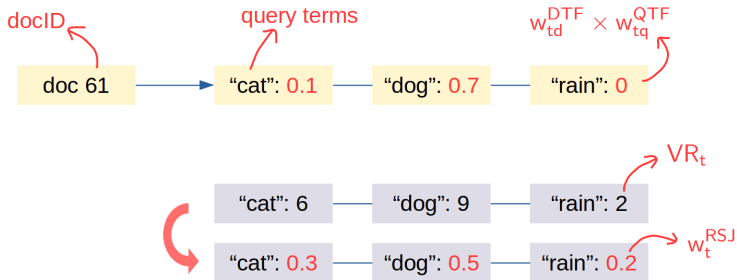 docID
query terms
w_td^DTF × w_tq^QTF
doc 61
“cat”: 0.1
“dog”: 0.7
“rain”: 0
VR_t
“cat”: 6
“dog”: 9
“rain”: 2
w_t^RSJ
“cat”: 0.3
“dog”: 0.5
“rain”: 0.2